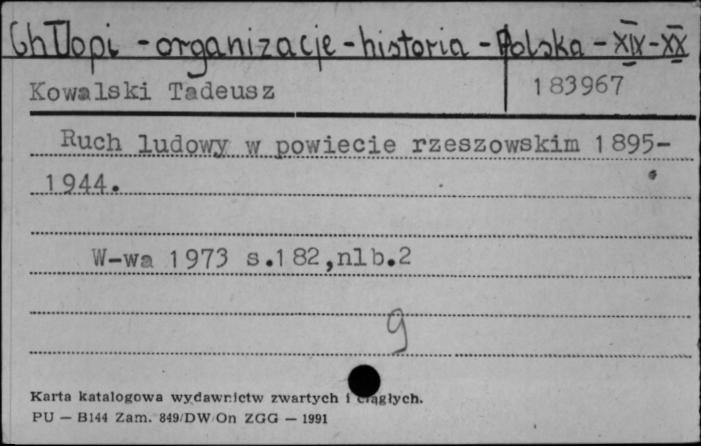 Chłopi - organizacje - historia - Polska - XIX - XX
Kowalski Tadeusz 183967
Ruch ludowy w powiecie rzeszowskim 1895-
1944.
W-wa 1973 s.182,nlb.2
9
Karta katalogowa wydawnictw zwartych i ciągłych.
PU — B144 Zam. 849/DW/On ZGG — 1991